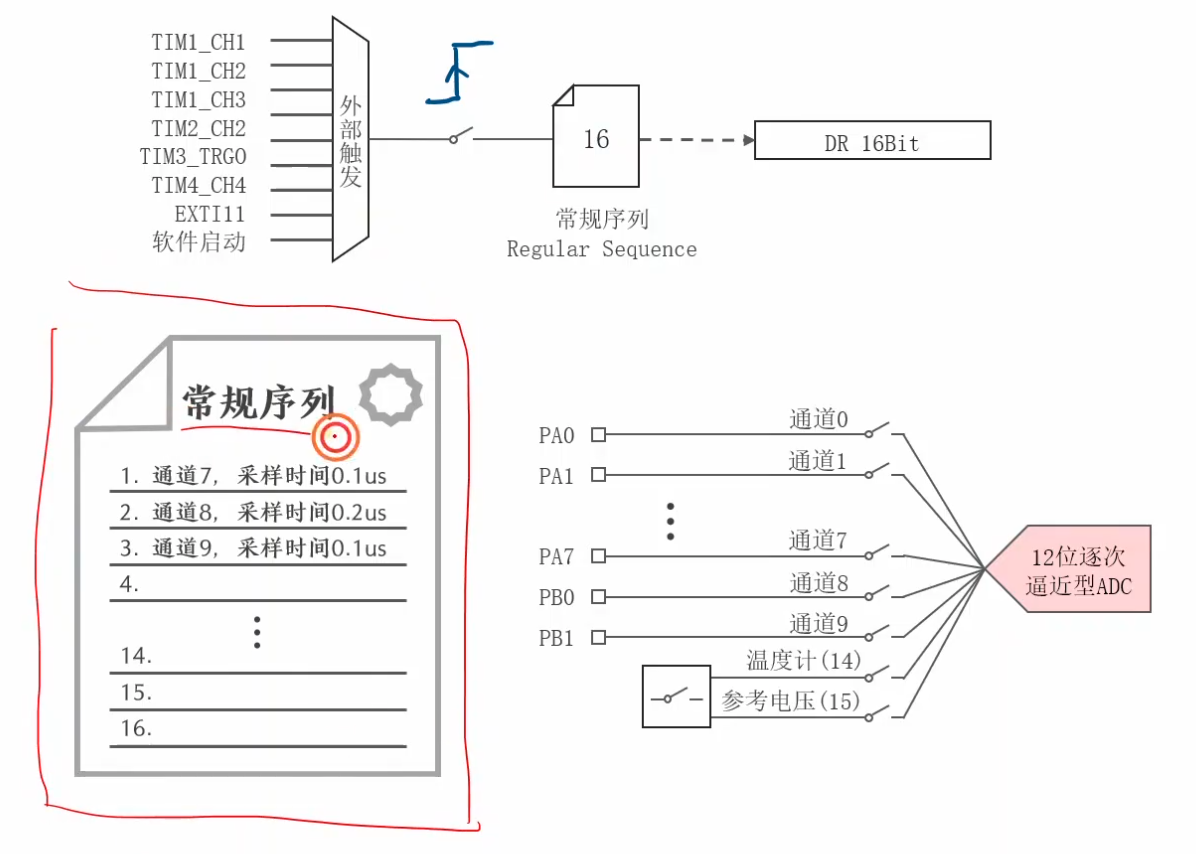 TIM1_CH1
TIM1_CH2
TIM1_CH3
TIM2_CH2
TIM3_TRGO
TIM4_CH4
EXTI11
软件启动
外部触发
16
DR 16Bit
常规序列
Regular Sequence
常规序列
1. 通道7, 采样时间0.1us
2. 通道8, 采样时间0.2us
3. 通道9, 采样时间0.1us
4.
14.
15.
16.
PA0 通道0
PA1 通道1
PA7 通道7
PB0 通道8
PB1 通道9
温度计(14)
参考电压(15)
12位逐次
逼近型ADC